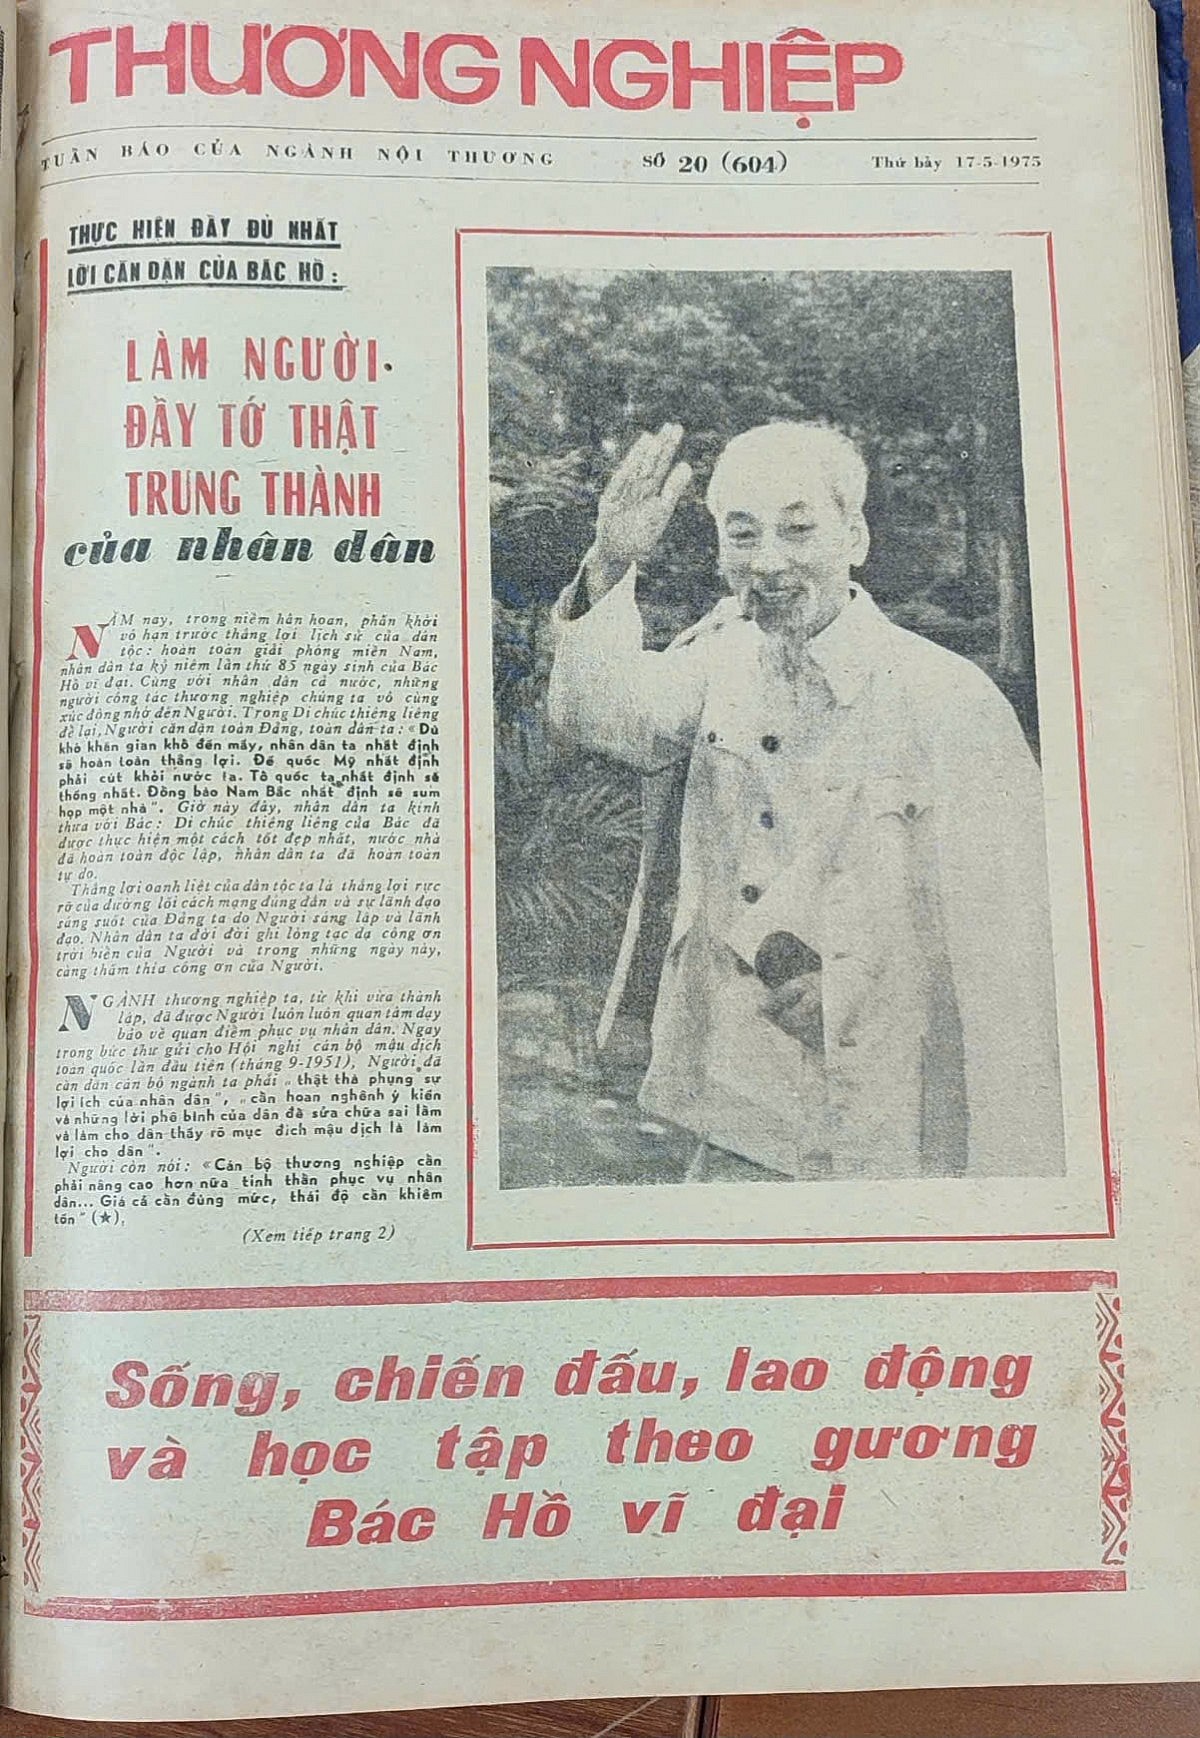 THƯƠNG NGHIỆP
TUẦN BÁO CỦA NGÀNH NỘI THƯƠNG SỐ 20 (604) Thứ bảy 17-5-1975
THỰC HIỆN ĐẦY ĐỦ NHẤT
LỜI CĂN DẶN CỦA BÁC HỒ :
LÀM NGƯỜI
ĐẦY TỚ THẬT
TRUNG THÀNH
của nhân dân
NĂM nay, trong niềm hân hoan, phấn khởi
vô hạn trước thắng lợi lịch sử của dân
tộc : hoàn toàn giải phóng miền Nam,
nhân dân ta kỷ niệm lần thứ 85 ngày sinh của Bác
Hồ vĩ đại. Cùng với nhân dân cả nước, những
người công tác thương nghiệp chúng ta vô cùng
xúc động nhớ đến Người. Trong Di chúc thiêng liêng
để lại, Người căn dặn toàn Đảng, toàn dân ta : «Dù
khó khăn gian khổ đến mấy, nhân dân ta nhất định
sẽ hoàn toàn thắng lợi. Đế quốc Mỹ nhất định
phải cút khỏi nước ta. Tổ quốc ta nhất định sẽ
thống nhất. Đồng bào Nam Bắc nhất định sẽ sum
họp một nhà". Giờ này đây, nhân dân ta kính
thưa với Bác : Di chúc thiêng liêng của Bác đã
được thực hiện một cách tốt đẹp nhất, nước nhà
đã hoàn toàn độc lập, nhân dân ta đã hoàn toàn
tự do.
Thắng lợi oanh liệt của dân tộc ta là thắng lợi rực
rỡ của đường lối cách mạng đúng đắn và sự lãnh đạo
sáng suốt của Đảng ta do Người sáng lập và lãnh
đạo. Nhân dân ta đời đời ghi lòng tạc dạ công ơn
trời biển của Người và trong những ngày này,
càng thấm thía công ơn của Người.
NGÀNH thương nghiệp ta, từ khi vừa thành
lập, đã được Người luôn luôn quan tâm dạy
bảo về quan điểm phục vụ nhân dân. Ngay
trong bức thư gửi cho Hội nghị cán bộ mậu dịch
toàn quốc lần đầu tiên (tháng 9-1951), Người đã
căn dặn cán bộ ngành ta phải „ thật thà phụng sự
lợi ích của nhân dân", „cần hoan nghênh ý kiến
và những lời phê bình của dân để sửa chữa sai lầm
và làm cho dân thấy rõ mục đích mậu dịch là làm
lợi cho dân".
Người còn nói : «Cán bộ thương nghiệp cần
phải nâng cao hơn nữa tinh thần phục vụ nhân
dân... Giá cả cần đúng mức, thái độ cần khiêm
tốn" (★).
(Xem tiếp trang 2)
Sống, chiến đấu, lao động
và học tập theo gương
Bác Hồ vĩ đại